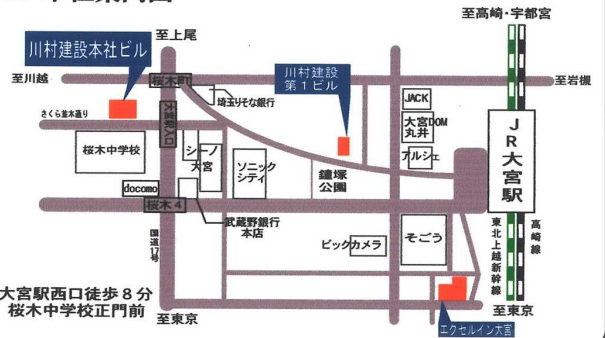 至高崎・宇都宮
至上尾
川村建設本社ビル
川村建設
第1ビル
至川越
桜木町
至岩槻
埼玉りそな銀行
JACK
さくら並木通り
大宮駅入口
大宮DOM
丸井
JR大宮駅
桜木中学校
シーノ
大宮
ソニック
シティ
アルシェ
鐘塚
公園
docomo
桜木4
武蔵野銀行
本店
国道17号
ビックカメラ
そごう
東北上越新幹線
高崎線
大宮駅西口徒歩8分
桜木中学校正門前
至東京
至東京
エクセルイン大宮